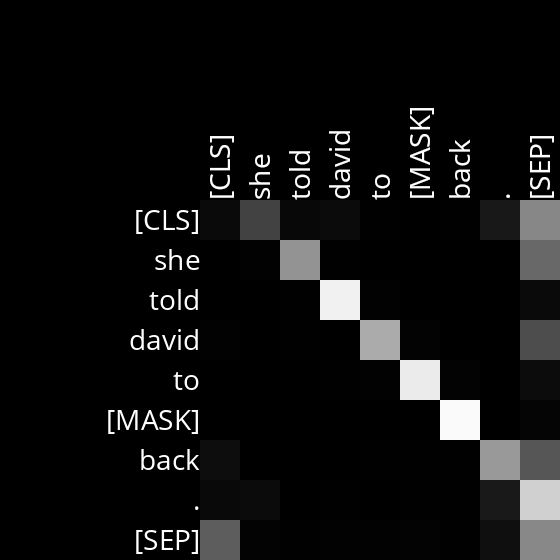 [CLS] she told david to [MASK] back . [SEP]
[CLS]
she
told
david
to
[MASK]
back
.
[SEP]